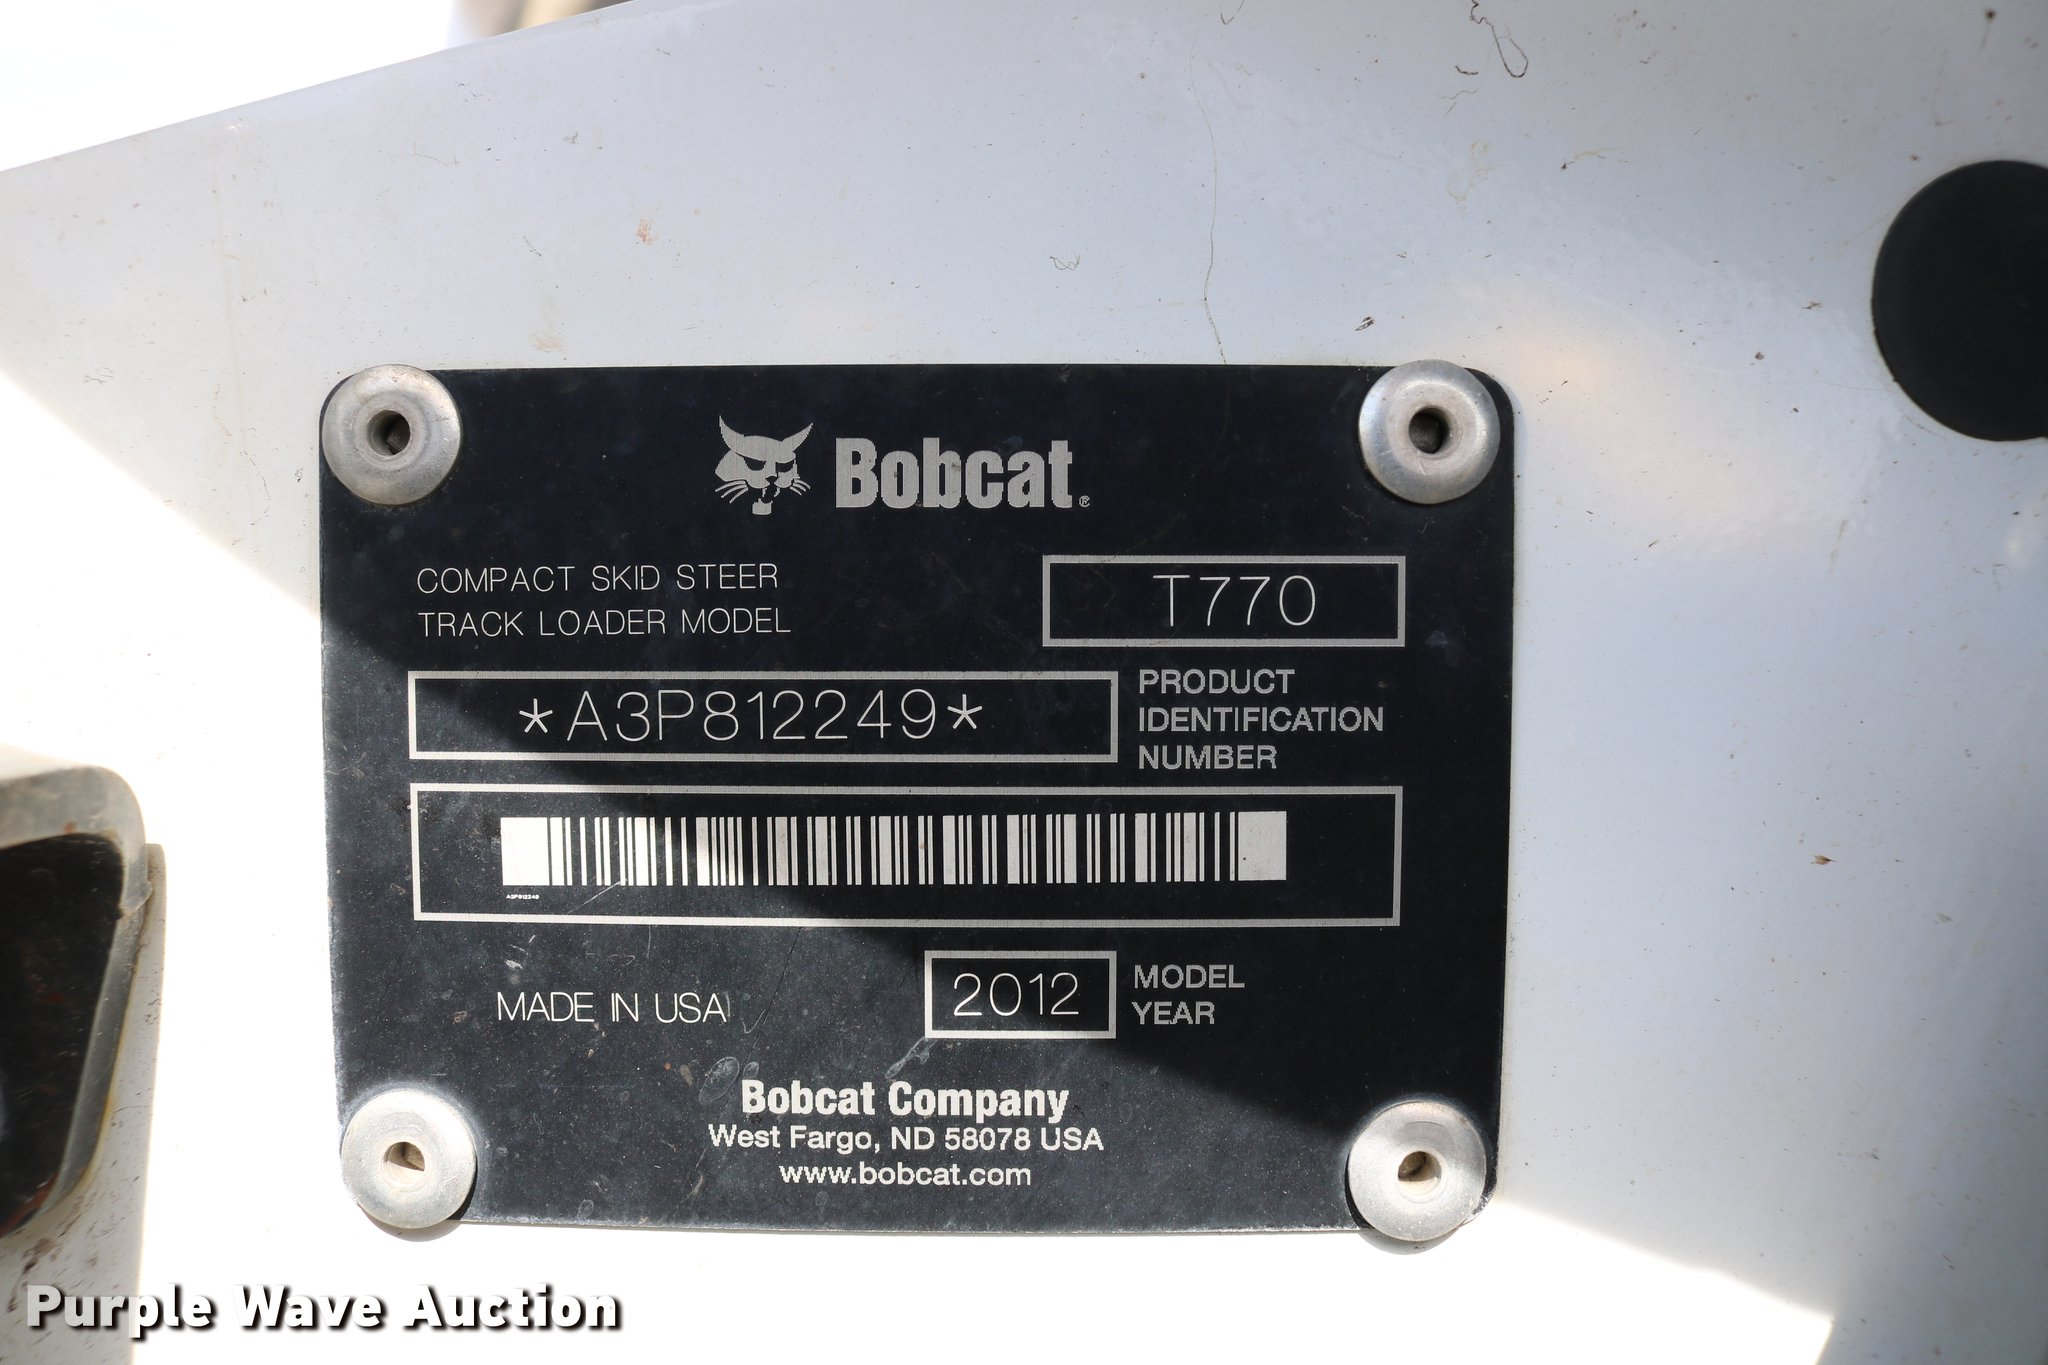 Bobcat®
COMPACT SKID STEER
TRACK LOADER MODEL
T770
*A3P812249*
PRODUCT
IDENTIFICATION
NUMBER
A3P812249
MADE IN USA
2012
MODEL
YEAR
Bobcat Company
West Fargo, ND 58078 USA
www.bobcat.com
Purple Wave Auction